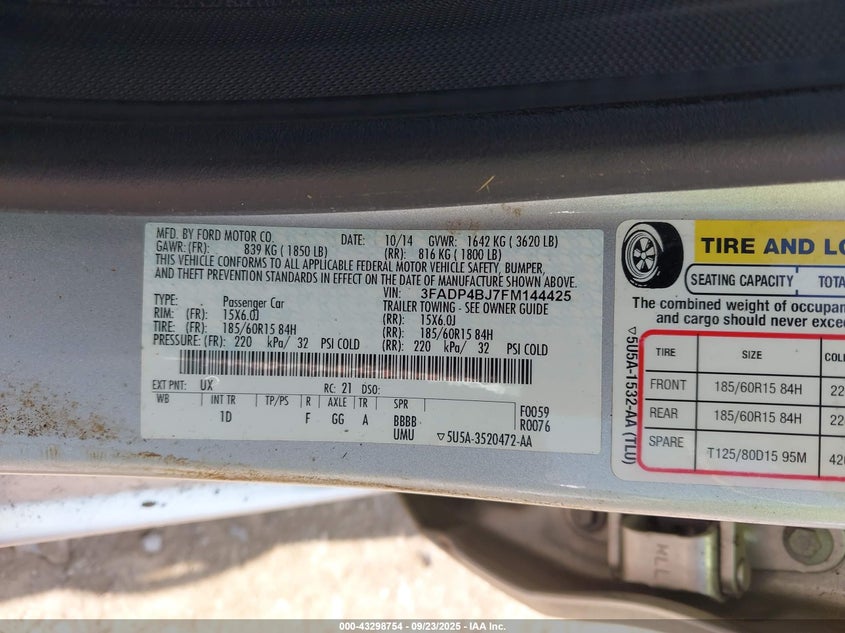 MFD. BY FORD MOTOR CO. DATE: 10/14 GVWR: 1642 KG ( 3620 LB)
GAWR: (FR): 839 KG ( 1850 LB) (RR): 816 KG ( 1800 LB)
THIS VEHICLE CONFORMS TO ALL APPLICABLE FEDERAL MOTOR VEHICLE SAFETY, BUMPER,
AND THEFT PREVENTION STANDARDS IN EFFECT ON THE DATE OF MANUFACTURE SHOWN ABOVE.
VIN: 3FADP4BJ7FM144425
TYPE: Passenger Car TRAILER TOWING - SEE OWNER GUIDE
RIM: (FR): 15X6.0J (RR): 15X6.0J
TIRE: (FR): 185/60R15 84H (RR): 185/60R15 84H
PRESSURE: (FR): 220 kPa/ 32 PSI COLD (RR): 220 kPa/ 32 PSI COLD
EXT PNT: UX RC: 21 DSO:
WB INT TR TP/PS R AXLE TR SPR F0059
1D F GG A BBBB R0076
UMU ▽5U5A-3520472-AA
▽5U5A-1532-AA (TLU)
TIRE AND LO
SEATING CAPACITY TOTA
The combined weight of occupan
and cargo should never excee
TIRE SIZE COL
FRONT 185/60R15 84H 22
REAR 185/60R15 84H 22
SPARE T125/80D15 95M 420
HLL
000-43298754 - 09/23/2025 - IAA Inc.